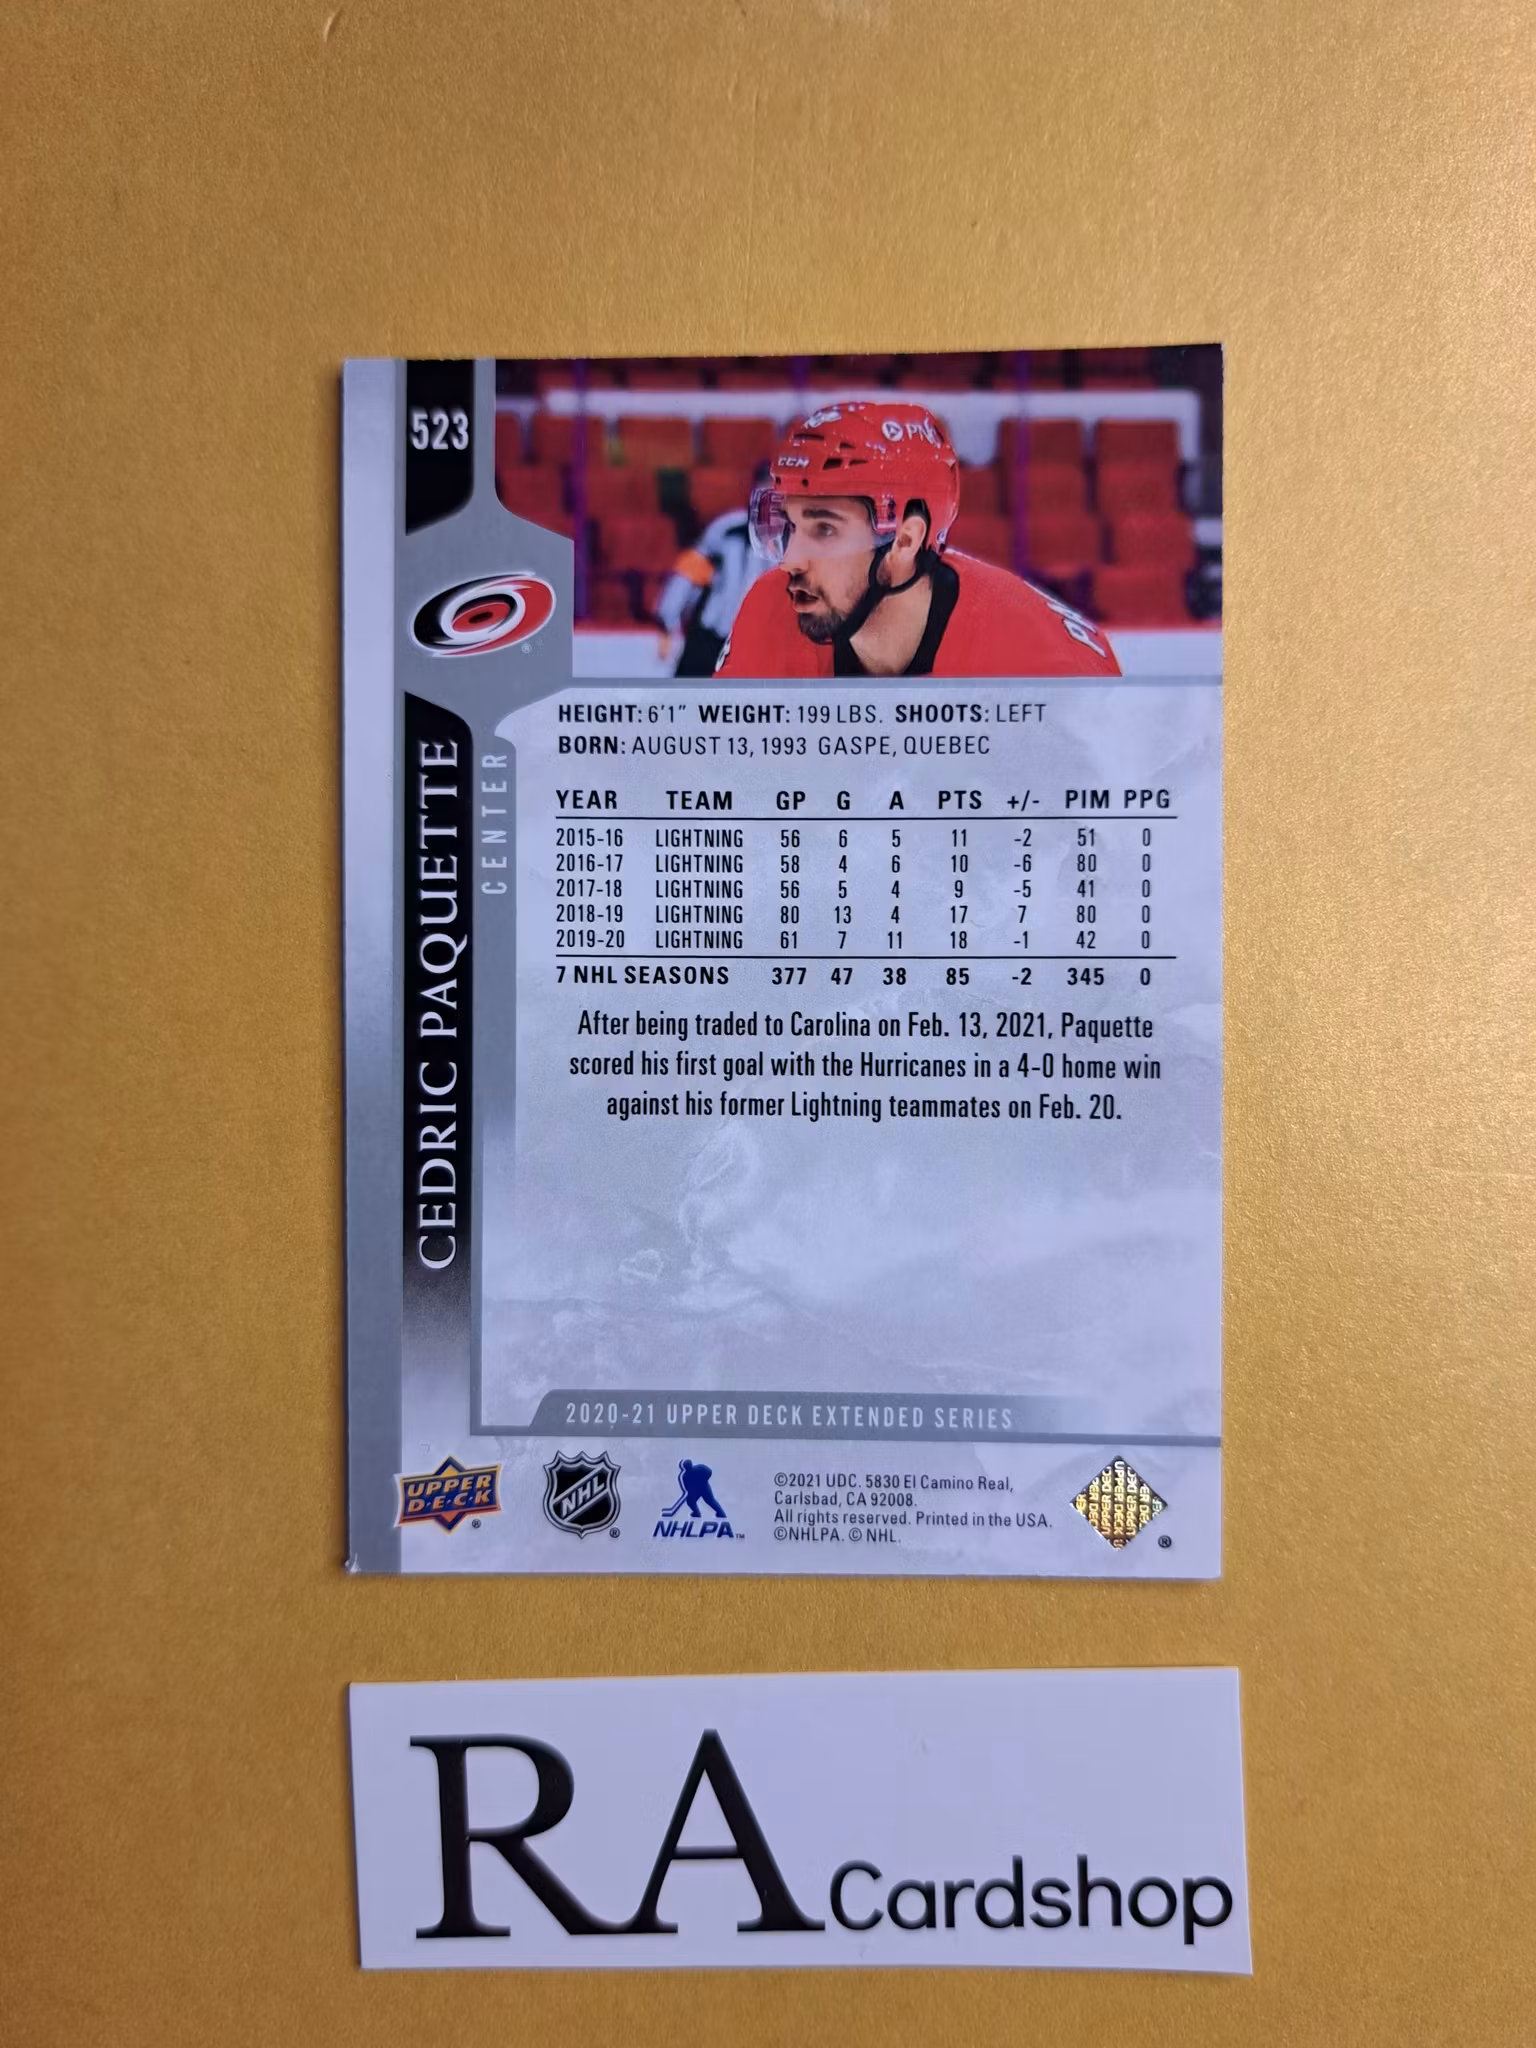 523
CCM
PNC
CEDRIC PAQUETTE
CENTER
HEIGHT: 6'1" WEIGHT: 199 LBS. SHOOTS: LEFT
BORN: AUGUST 13, 1993 GASPE, QUEBEC
YEAR TEAM GP G A PTS +/- PIM PPG
2015-16 LIGHTNING 56 6 5 11 -2 51 0
2016-17 LIGHTNING 58 4 6 10 -6 80 0
2017-18 LIGHTNING 56 5 4 9 -5 41 0
2018-19 LIGHTNING 80 13 4 17 7 80 0
2019-20 LIGHTNING 61 7 11 18 -1 42 0
7 NHL SEASONS 377 47 38 85 -2 345 0
After being traded to Carolina on Feb. 13, 2021, Paquette
scored his first goal with the Hurricanes in a 4-0 home win
against his former Lightning teammates on Feb. 20.
2020-21 UPPER DECK EXTENDED SERIES
UPPER
D·E·C·K
®
NHL
®
NHLPA™
©2021 UDC. 5830 El Camino Real,
Carlsbad, CA 92008.
All rights reserved. Printed in the USA.
©NHLPA. © NHL.
UPPER DECK
®
RA Cardshop